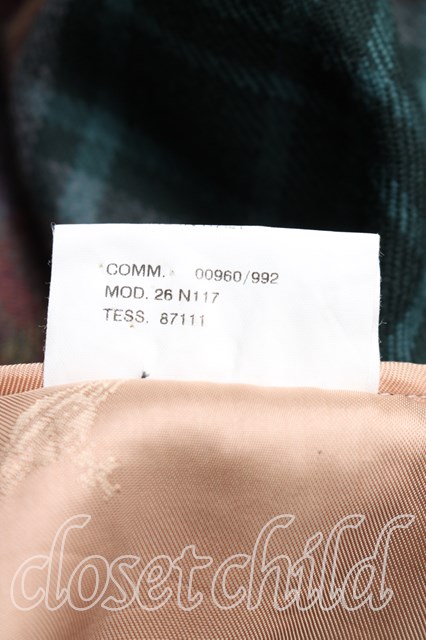 COMM. 00960/992
MOD. 26 N117
TESS. 87111
closet child